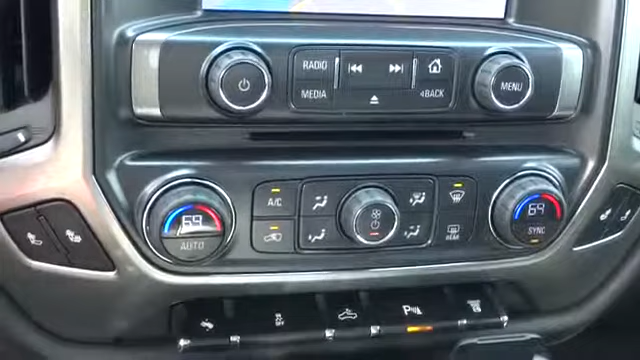 RADIO
MEDIA
BACK
MENU
A/C
69
AUTO
69
SYNC
REAR